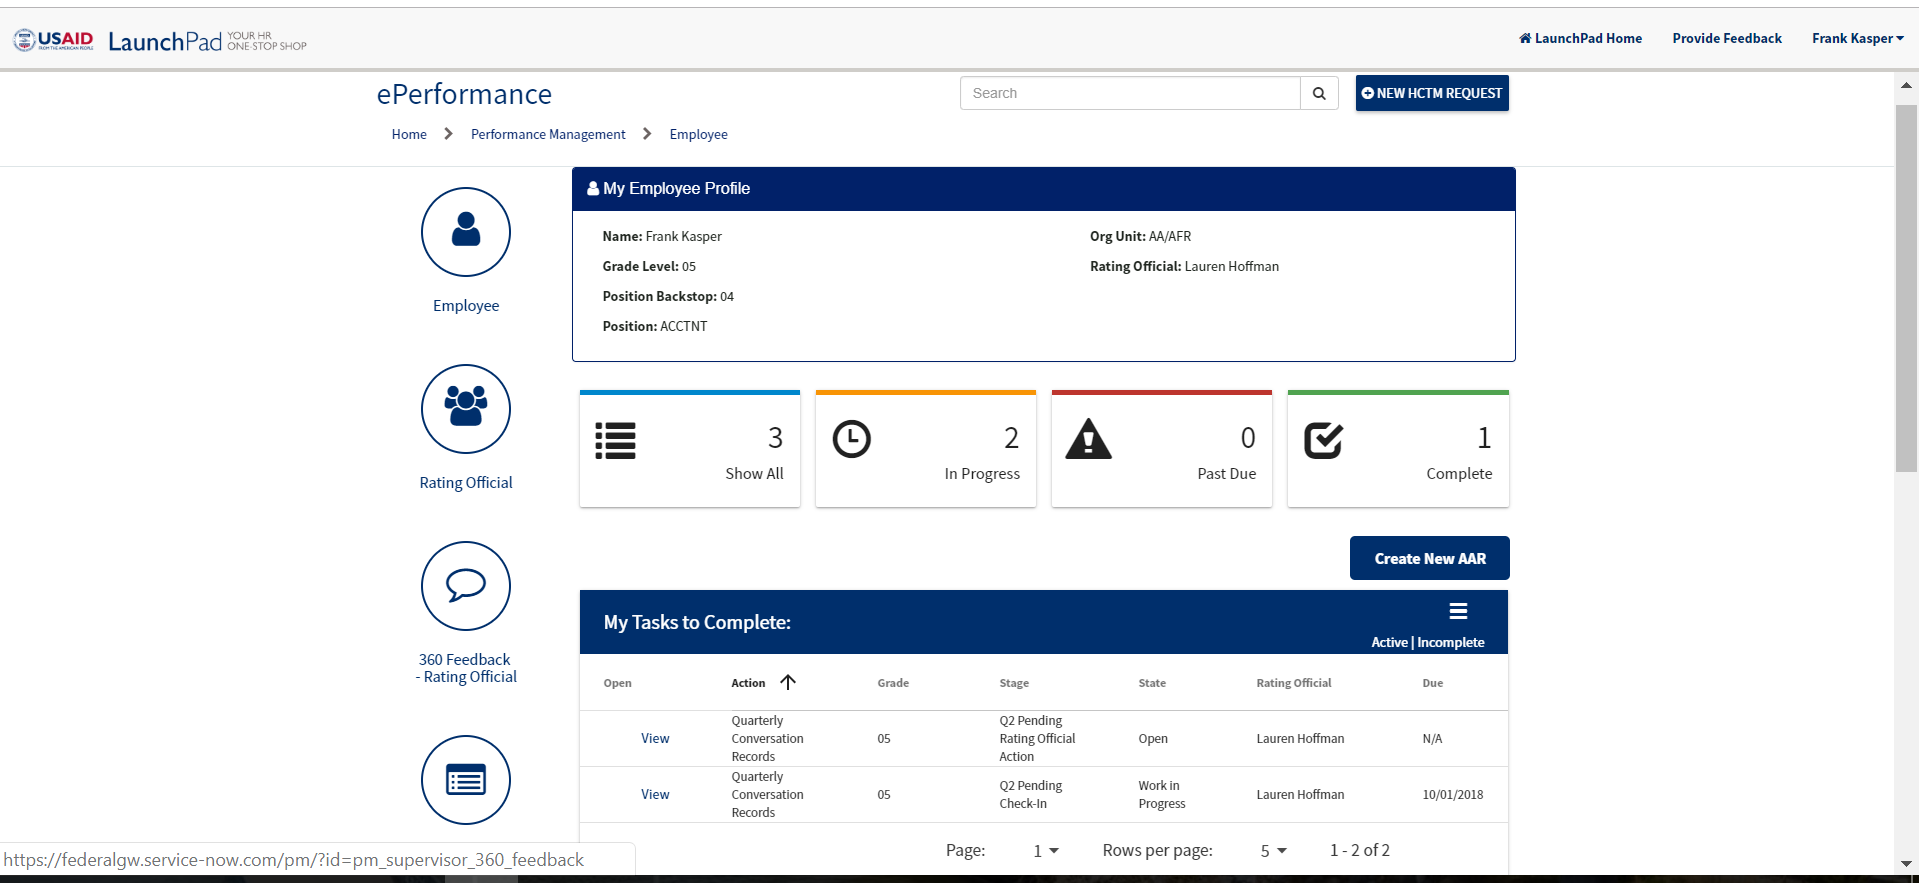 USAID
FROM THE AMERICAN PEOPLE
LaunchPad
YOUR HR
ONE-STOP SHOP
LaunchPad Home
Provide Feedback
Frank Kasper
ePerformance
Search
NEW HCTM REQUEST
Home
Performance Management
Employee
Employee
Rating Official
360 Feedback
- Rating Official
My Employee Profile
Name: Frank Kasper
Org Unit: AA/AFR
Grade Level: 05
Rating Official: Lauren Hoffman
Position Backstop: 04
Position: ACCTNT
3
Show All
2
In Progress
0
Past Due
1
Complete
Create New AAR
My Tasks to Complete:
Active | Incomplete
Open Action Grade Stage State Rating Official Due
View
Quarterly
Conversation
Records
05
Q2 Pending
Rating Official
Action
Open
Lauren Hoffman
N/A
View
Quarterly
Conversation
Records
05
Q2 Pending
Check-In
Work in
Progress
Lauren Hoffman
10/01/2018
Page: 1 Rows per page: 5 1 - 2 of 2
https://federalgw.service-now.com/pm/?id=pm_supervisor_360_feedback